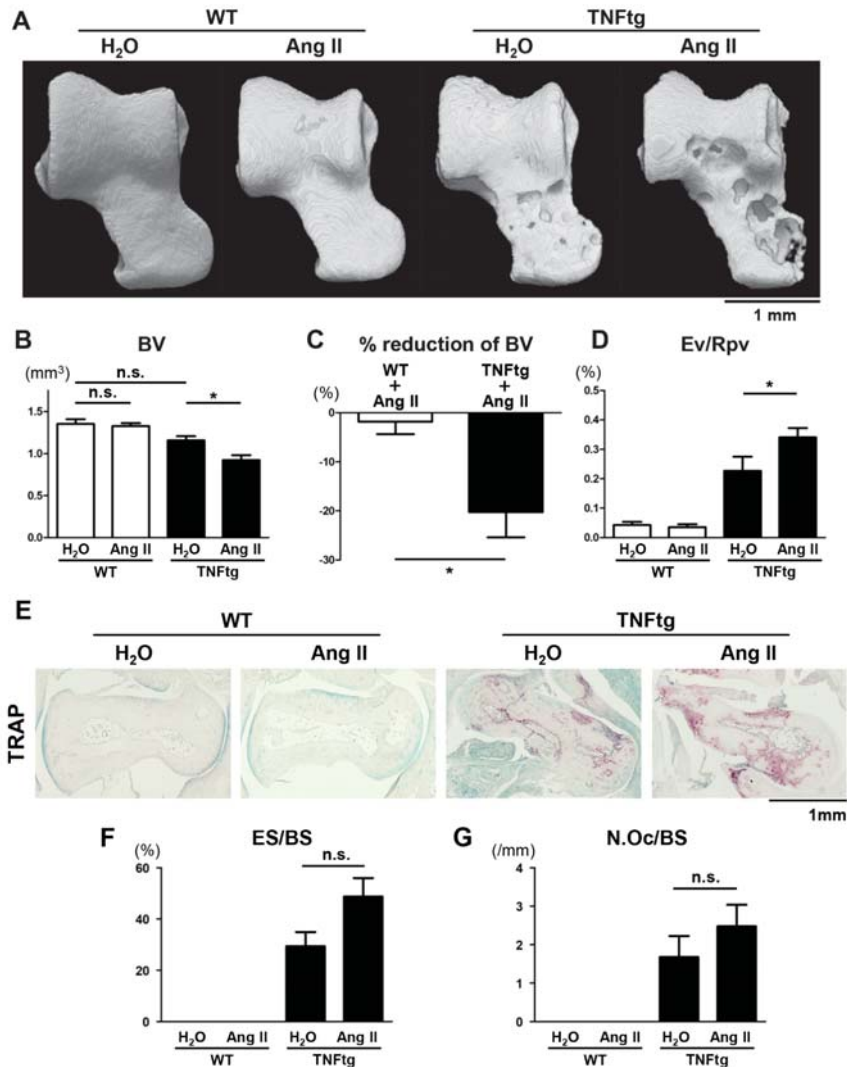 A
WT
TNFtg
H₂O
Ang II
H₂O
Ang II
1 mm
B
BV
(mm³)
n.s.
n.s.
*
1.5
1.0
0.5
0.0
H₂O
Ang II
H₂O
Ang II
WT
TNFtg
C
% reduction of BV
WT
+
Ang II
TNFtg
+
Ang II
(%)
0
-10
-20
-30
*
D
Ev/Rpv
(%)
*
0.5
0.4
0.3
0.2
0.1
0.0
H₂O
Ang II
H₂O
Ang II
WT
TNFtg
E
WT
TNFtg
H₂O
Ang II
H₂O
Ang II
TRAP
1mm
F
ES/BS
(%)
n.s.
60
40
20
0
H₂O
Ang II
H₂O
Ang II
WT
TNFtg
G
N.Oc/BS
(/mm)
n.s.
4
3
2
1
0
H₂O
Ang II
H₂O
Ang II
WT
TNFtg